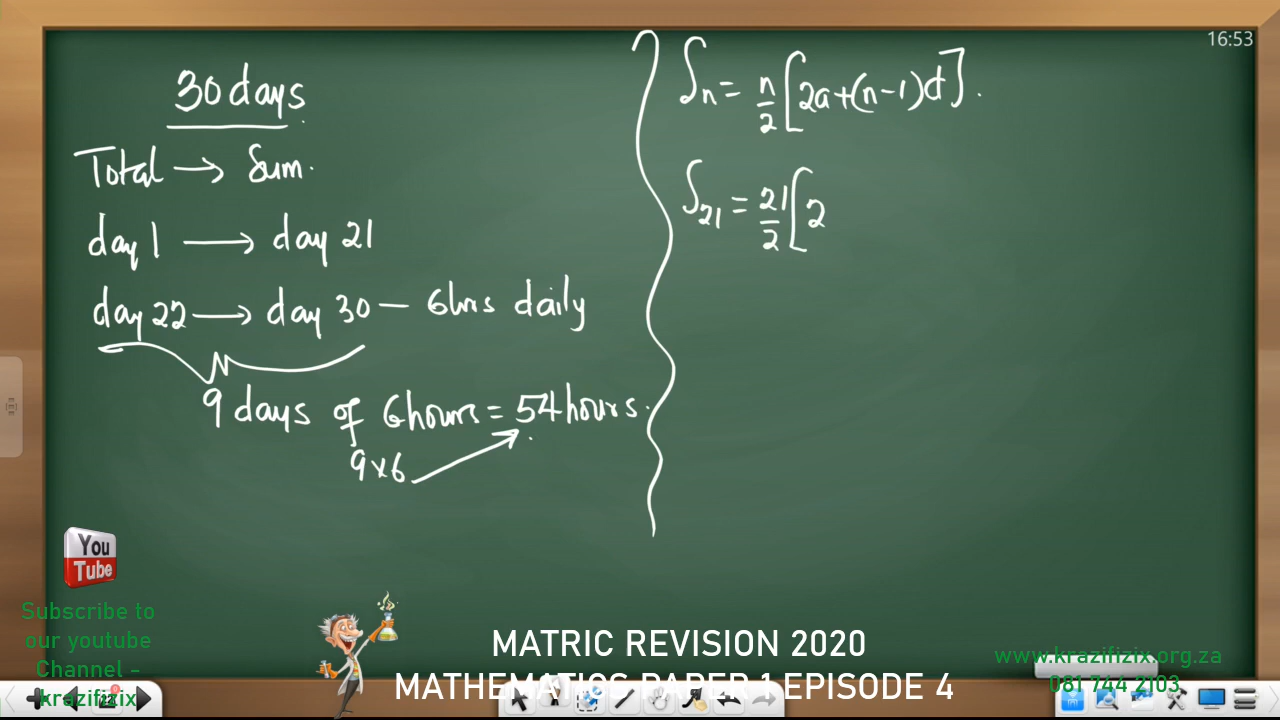 16:53
30 days
Total → Sum.
day 1 → day 21
day 22 → day 30 — 6hrs daily
9 days of 6 hours = 54 hours.
9×6
Sn = n/2 [2a+(n-1)d].
S21 = 21/2 [2
You
Tube
Subscribe to
our youtube
Channel -
krazifizix
MATRIC REVISION 2020
MATHEMATICS PAPER 1 EPISODE 4
www.krazifizix.org.za
081 744 2103